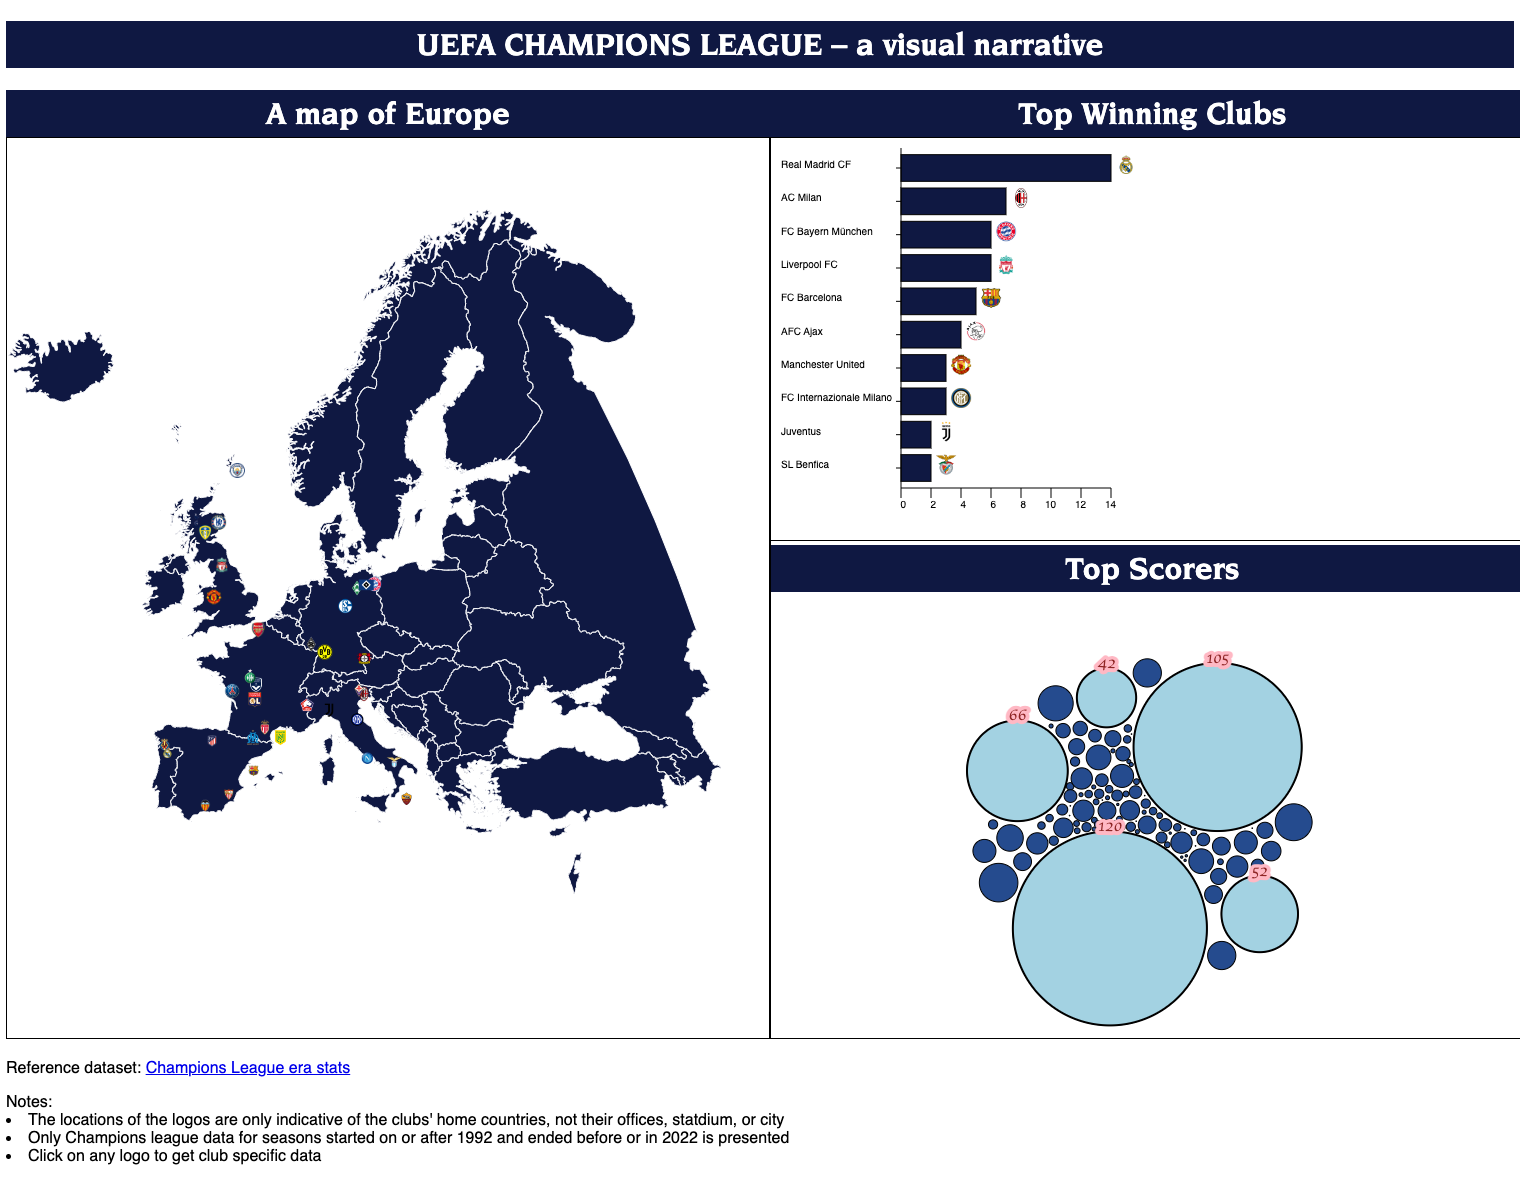 UEFA CHAMPIONS LEAGUE – a visual narrative
A map of Europe
Top Winning Clubs
Real Madrid CF
AC Milan
FC Bayern München
Liverpool FC
FC Barcelona
AFC Ajax
Manchester United
FC Internazionale Milano
Juventus
SL Benfica
0 2 4 6 8 10 12 14
Top Scorers
42
105
66
120
52
Reference dataset: Champions League era stats
Notes:
• The locations of the logos are only indicative of the clubs' home countries, not their offices, statdium, or city
• Only Champions league data for seasons started on or after 1992 and ended before or in 2022 is presented
• Click on any logo to get club specific data